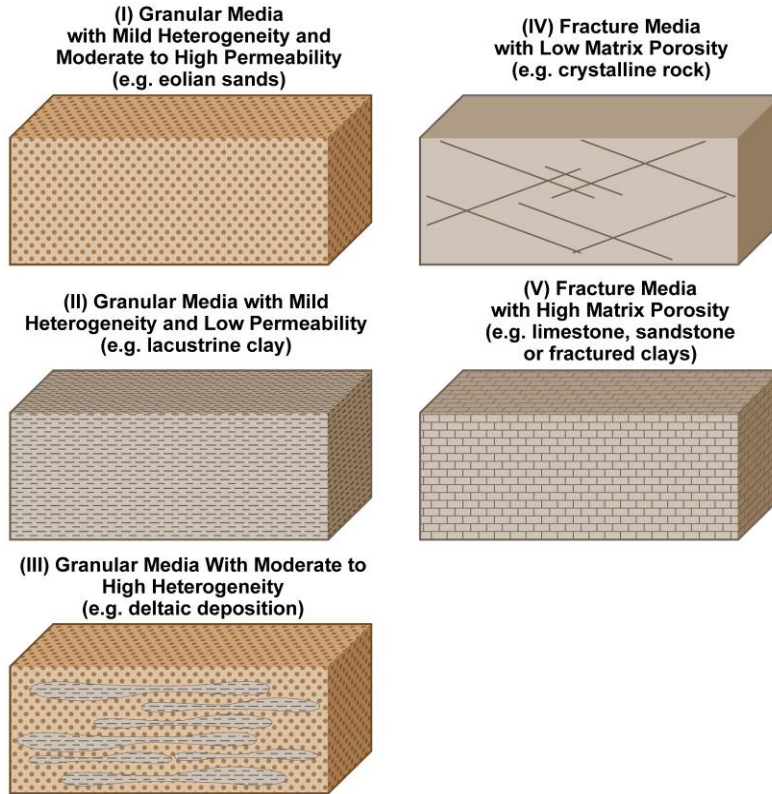 (I) Granular Media
with Mild Heterogeneity and
Moderate to High Permeability
(e.g. eolian sands)
(II) Granular Media with Mild
Heterogeneity and Low Permeability
(e.g. lacustrine clay)
(III) Granular Media With Moderate to
High Heterogeneity
(e.g. deltaic deposition)
(IV) Fracture Media
with Low Matrix Porosity
(e.g. crystalline rock)
(V) Fracture Media
with High Matrix Porosity
(e.g. limestone, sandstone
or fractured clays)